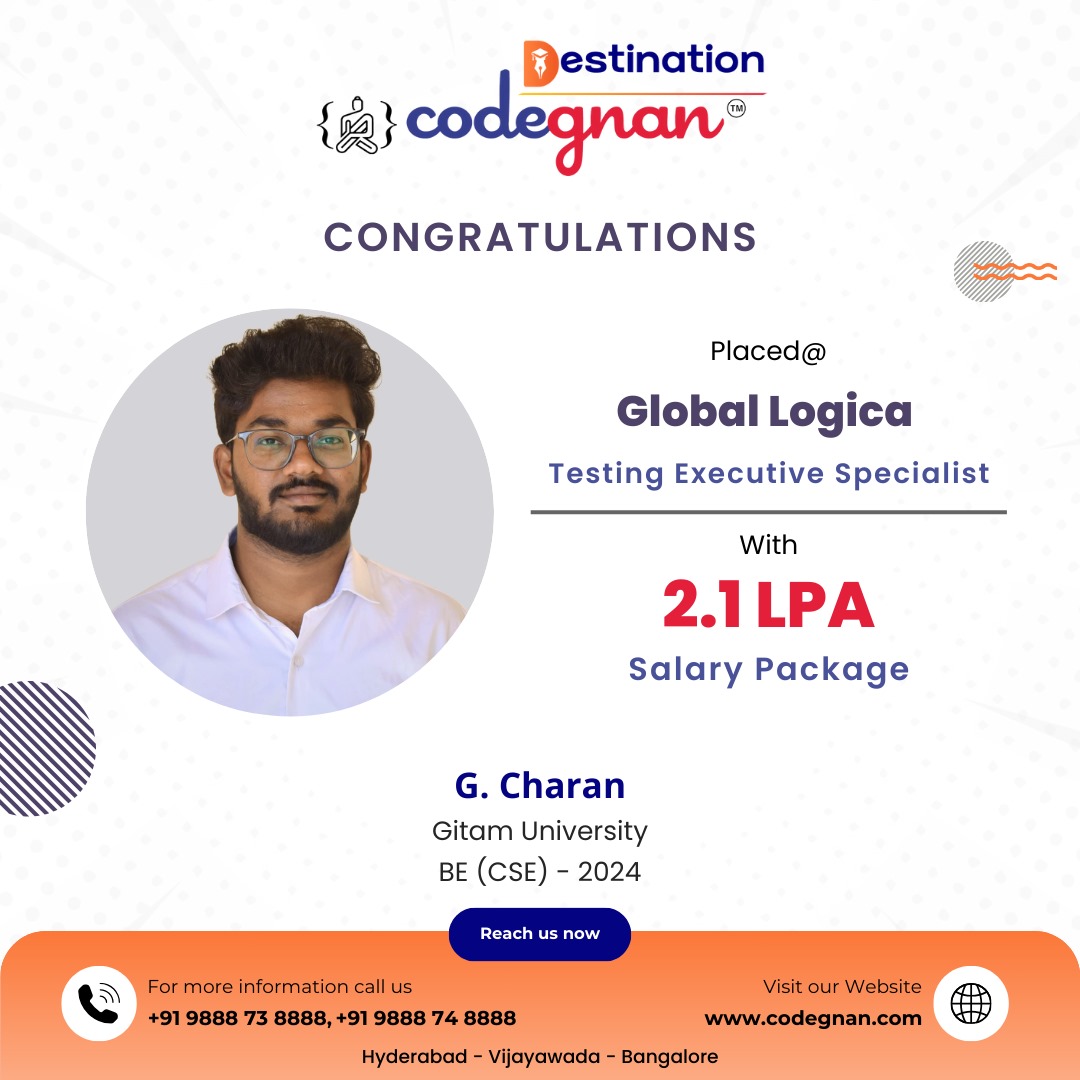 Destination
codegnan TM
CONGRATULATIONS
Placed@
Global Logica
Testing Executive Specialist
With
2.1 LPA
Salary Package
G. Charan
Gitam University
BE (CSE) - 2024
Reach us now
For more information call us
+91 9888 73 8888, +91 9888 74 8888
Visit our Website
www.codegnan.com
Hyderabad - Vijayawada - Bangalore